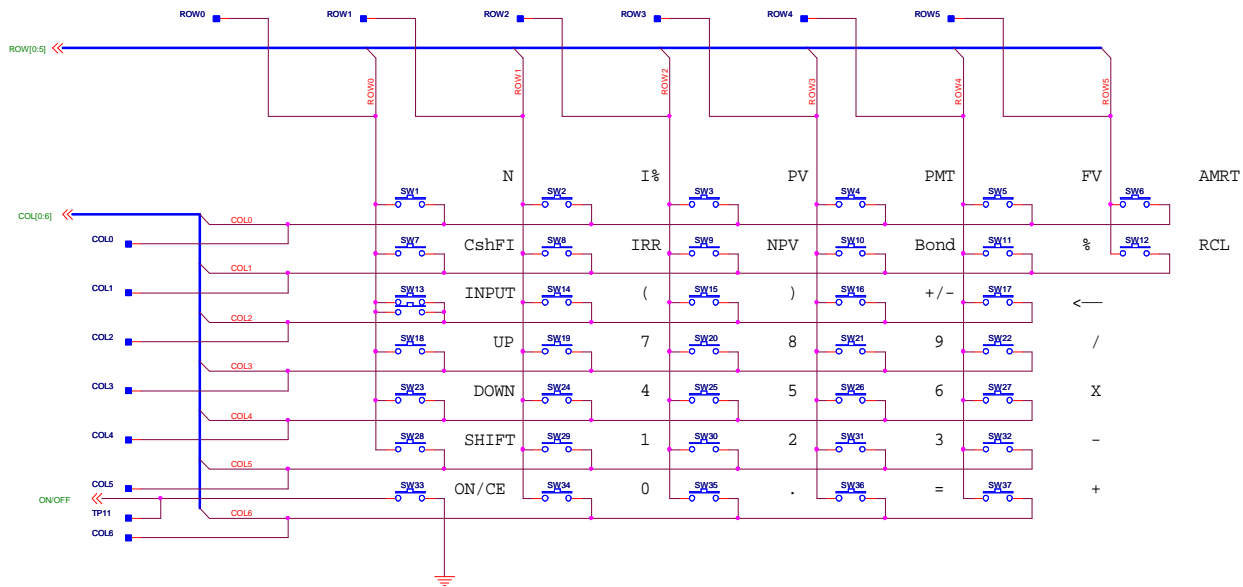 ROW0 ROW1 ROW2 ROW3 ROW4 ROW5
ROW[0:5]
ROW0 ROW1 ROW2 ROW3 ROW4 ROW5
N I% PV PMT FV AMRT
SW1 SW2 SW3 SW4 SW5 SW6
COL[0:6]
COL0
COL0
CshFI IRR NPV Bond % RCL
SW7 SW8 SW9 SW10 SW11 SW12
COL1
COL1
INPUT ( ) +/- <—
SW13 SW14 SW15 SW16 SW17
COL2
COL2
UP 7 8 9 /
SW18 SW19 SW20 SW21 SW22
COL3
COL3
DOWN 4 5 6 X
SW23 SW24 SW25 SW26 SW27
COL4
COL4
SHIFT 1 2 3 -
SW28 SW29 SW30 SW31 SW32
COL5
COL5
ON/CE 0 . = +
SW33 SW34 SW35 SW36 SW37
ON/OFF
TP11
COL6
COL6